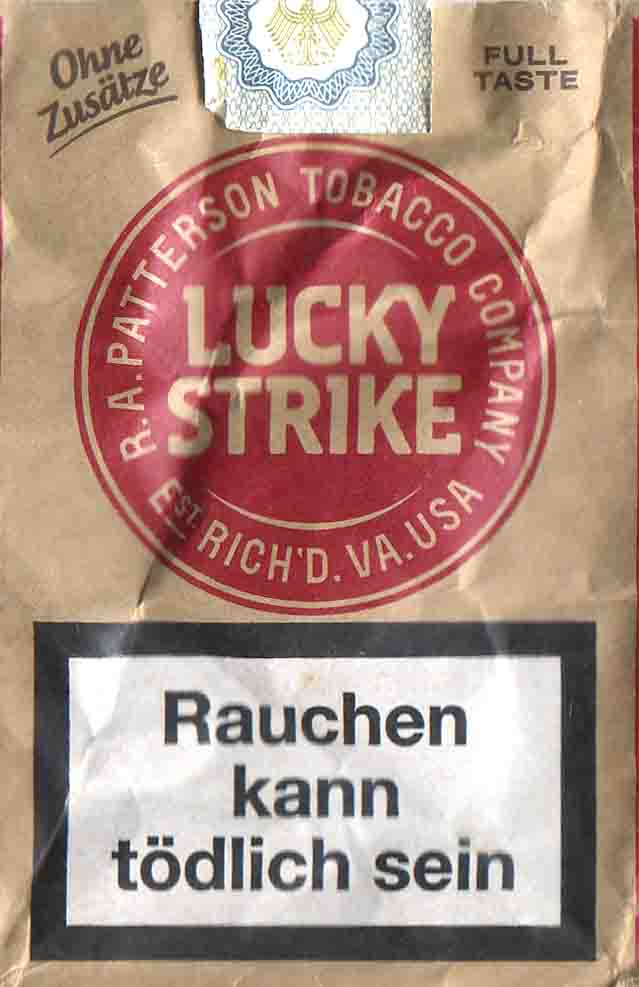 Ohne
Zusätze
FULL
TASTE
R.A.PATTERSON TOBACCO COMPANY
LUCKY
STRIKE
EST. RICH'D. VA. USA
Rauchen
kann
tödlich sein